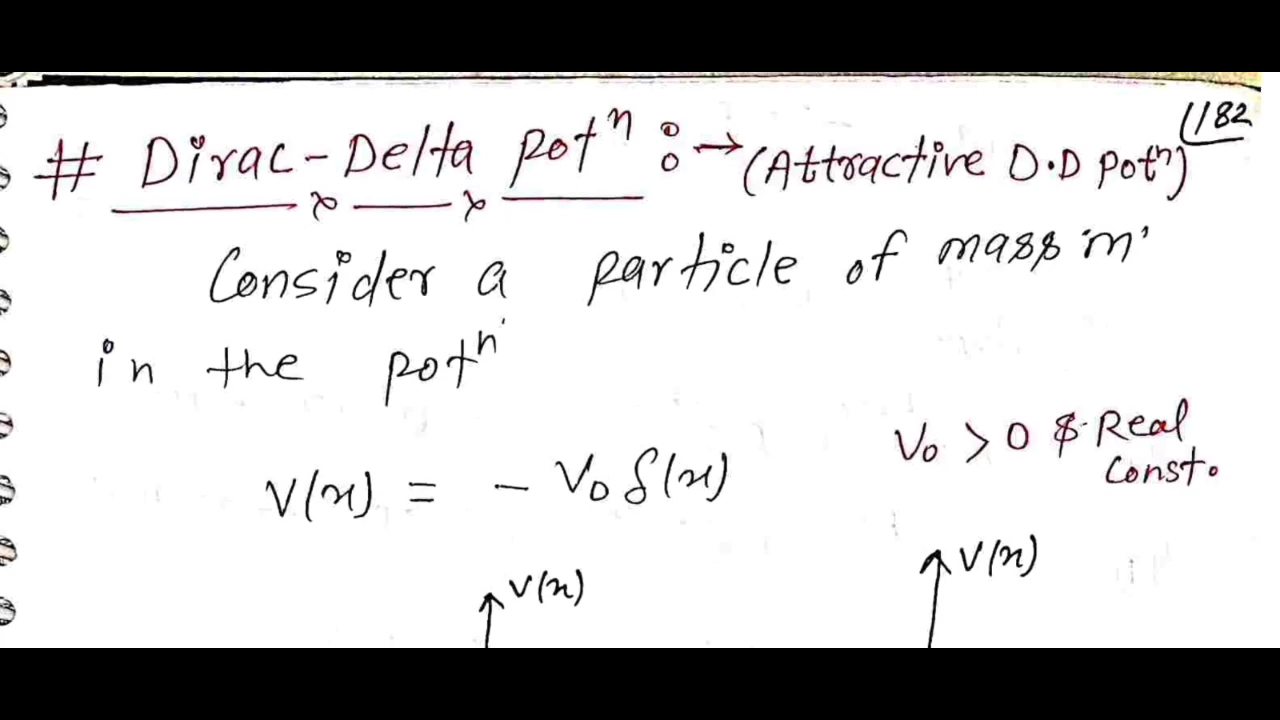 (182
# Dirac-Delta potⁿ :→ (Attractive D.D potⁿ)
Consider a particle of mass 'm'
in the potⁿ
V₀ > 0 & Real
Const.
V(x) = - V₀ δ(x)
V(x)
V(x)